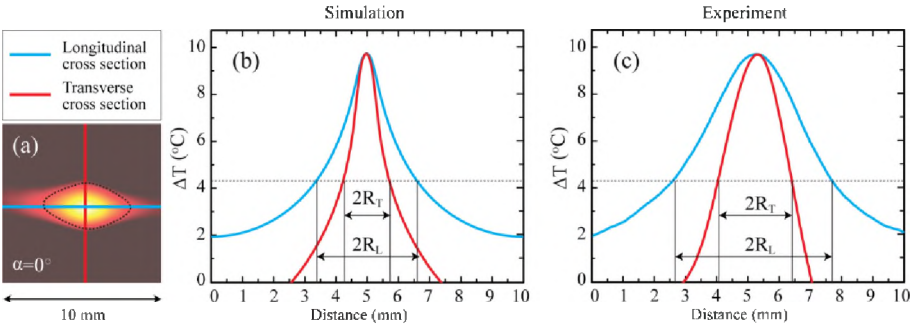 Simulation
Experiment
Longitudinal
cross section
Transverse
cross section
(a)
α=0°
10 mm
(b)
ΔT (°C)
10
8
6
4
2
0
2R_T
2R_L
0 1 2 3 4 5 6 7 8 9 10
Distance (mm)
(c)
ΔT (°C)
10
8
6
4
2
0
2R_T
2R_L
0 1 2 3 4 5 6 7 8 9 10
Distance (mm)